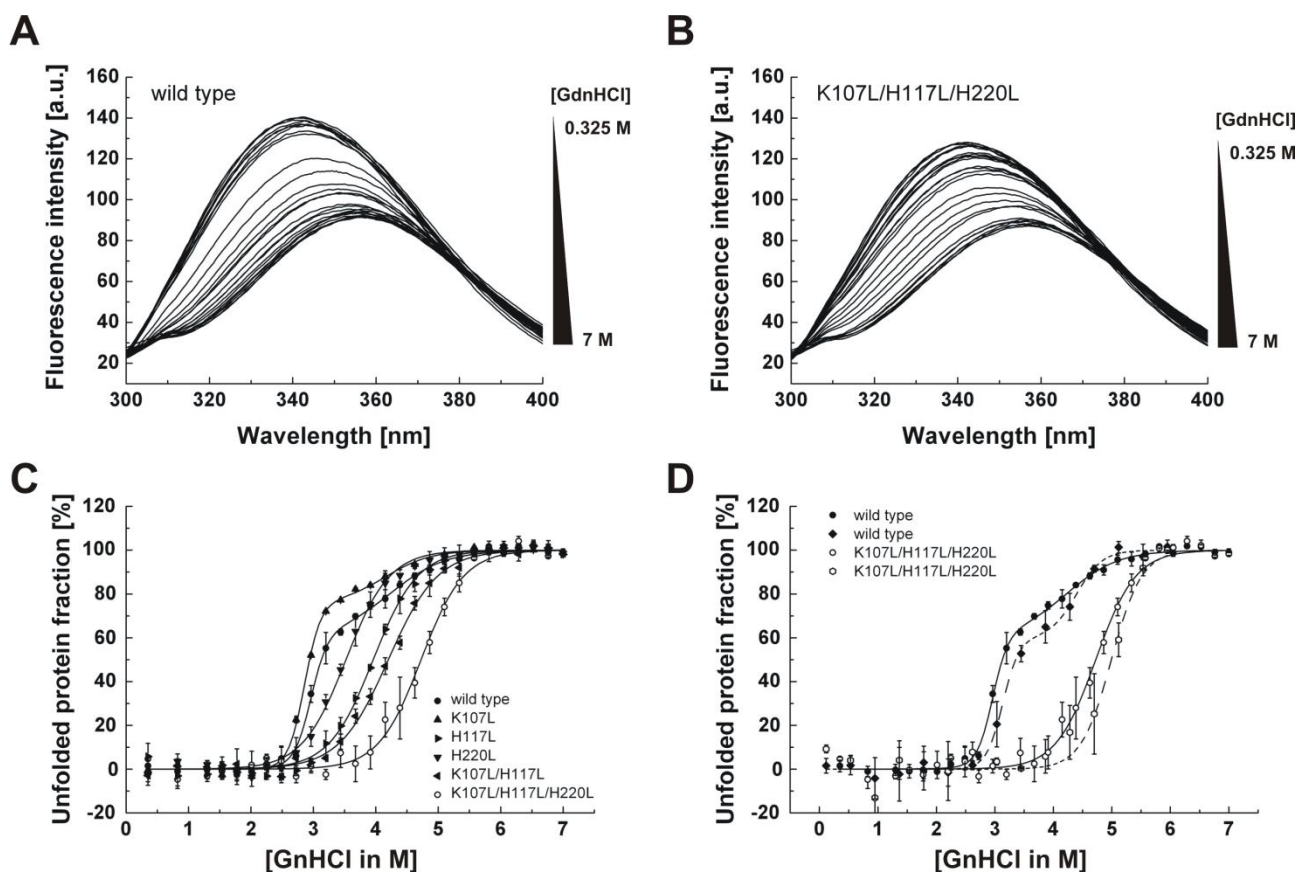 A
Fluorescence intensity [a.u.]
160
140
120
100
80
60
40
20
wild type
[GdnHCl]
0.325 M
7 M
300 320 340 360 380 400
Wavelength [nm]
B
Fluorescence intensity [a.u.]
160
140
120
100
80
60
40
20
K107L/H117L/H220L
[GdnHCl]
0.325 M
7 M
300 320 340 360 380 400
Wavelength [nm]
C
Unfolded protein fraction [%]
120
100
80
60
40
20
0
-20
wild type
K107L
H117L
H220L
K107L/H117L
K107L/H117L/H220L
0 1 2 3 4 5 6 7
[GnHCl in M]
D
Unfolded protein fraction [%]
120
100
80
60
40
20
0
-20
wild type
wild type
K107L/H117L/H220L
K107L/H117L/H220L
0 1 2 3 4 5 6 7
[GnHCl in M]